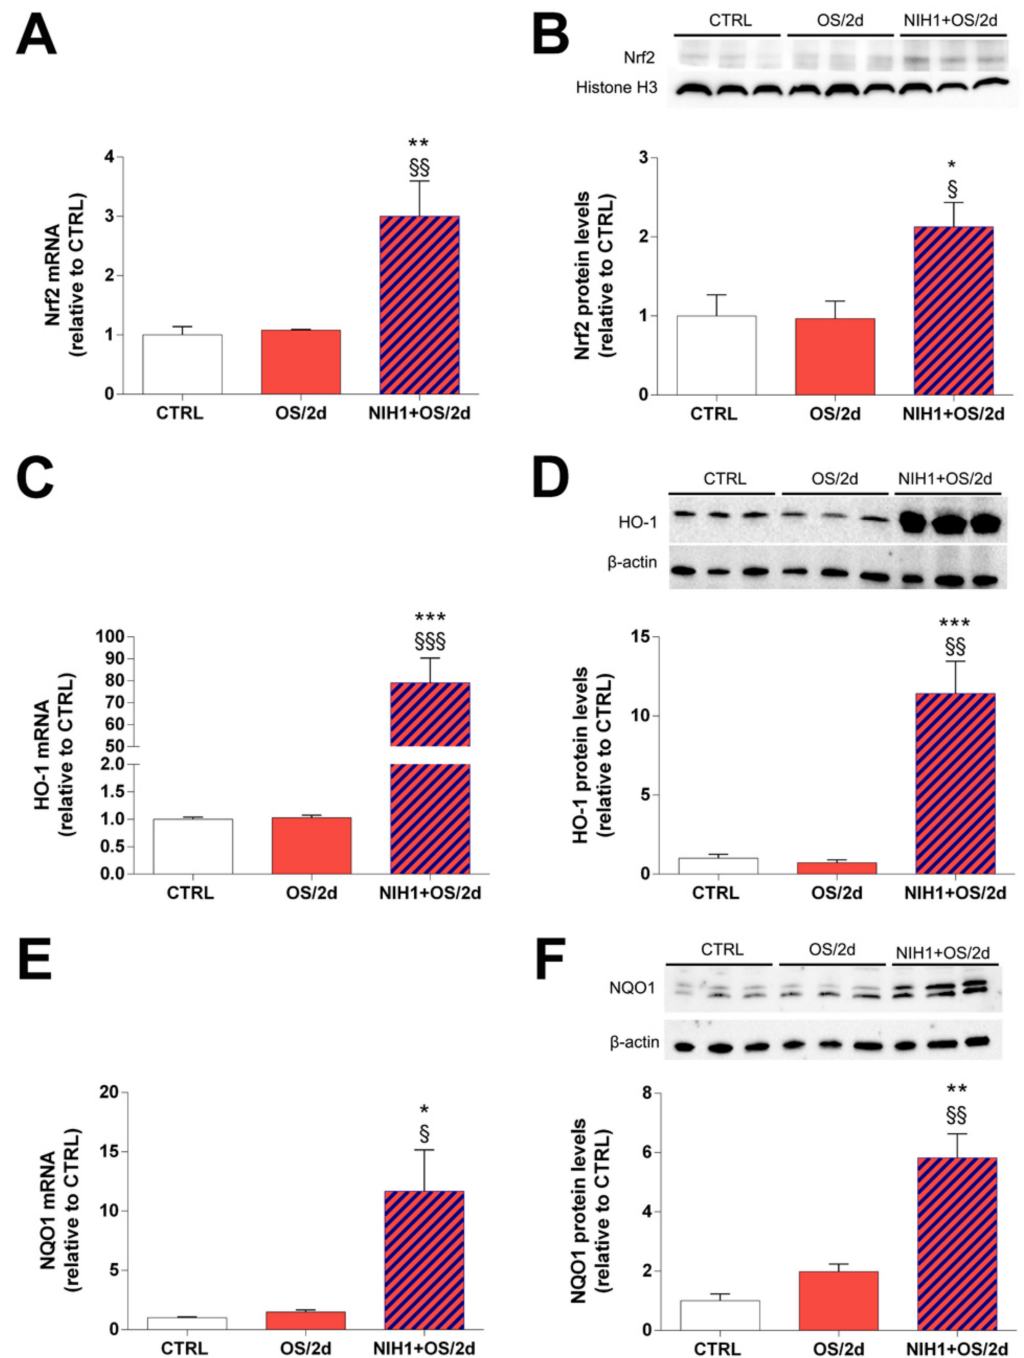 A
Nrf2 mRNA
(relative to CTRL)
4
3
2
1
0
**
§§
CTRL OS/2d NIH1+OS/2d
B
CTRL OS/2d NIH1+OS/2d
Nrf2
Histone H3
Nrf2 protein levels
(relative to CTRL)
3
2
1
0
*
§
CTRL OS/2d NIH1+OS/2d
C
HO-1 mRNA
(relative to CTRL)
100
90
80
70
60
50
2.0
1.5
1.0
0.5
0.0
***
§§§
CTRL OS/2d NIH1+OS/2d
D
CTRL OS/2d NIH1+OS/2d
HO-1
β-actin
HO-1 protein levels
(relative to CTRL)
15
10
5
0
***
§§
CTRL OS/2d NIH1+OS/2d
E
NQO1 mRNA
(relative to CTRL)
20
15
10
5
0
*
§
CTRL OS/2d NIH1+OS/2d
F
CTRL OS/2d NIH1+OS/2d
NQO1
β-actin
NQO1 protein levels
(relative to CTRL)
8
6
4
2
0
**
§§
CTRL OS/2d NIH1+OS/2d